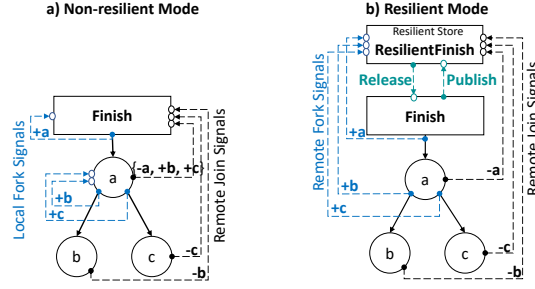 a) Non-resilient Mode
Finish
+a
Local Fork Signals
a
{-a, +b, +c}
+b
+c
b
c
-c
-b
Remote Join Signals
b) Resilient Mode
Resilient Store
ResilientFinish
Release
Publish
Finish
+a
Remote Fork Signals
a
-a
+b
+c
b
c
-c
-b
Remote Join Signals